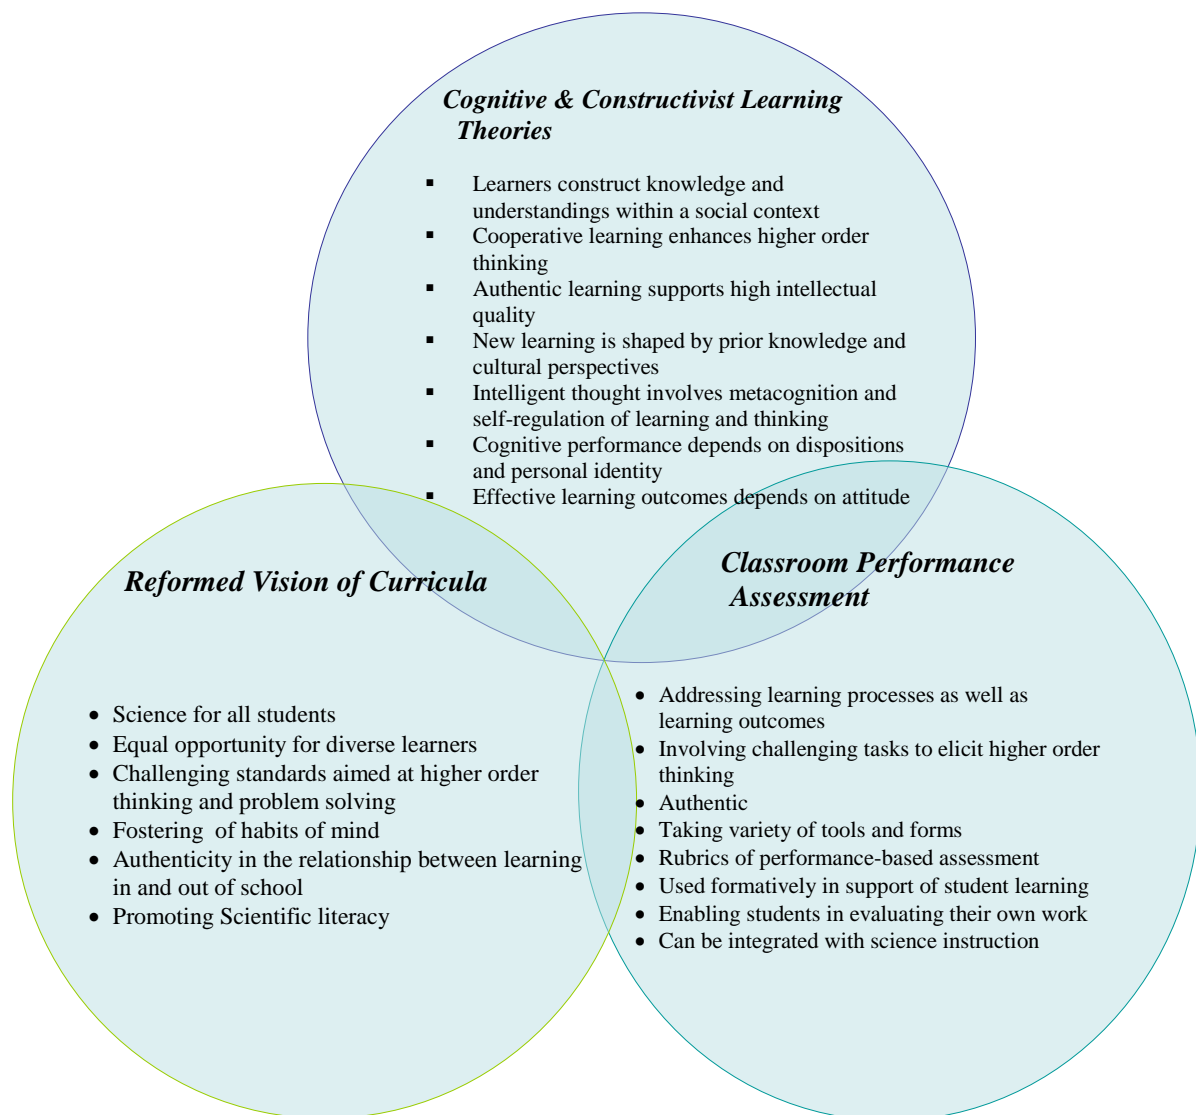 Cognitive & Constructivist Learning
Theories
▪ Learners construct knowledge and
understandings within a social context
▪ Cooperative learning enhances higher order
thinking
▪ Authentic learning supports high intellectual
quality
▪ New learning is shaped by prior knowledge and
cultural perspectives
▪ Intelligent thought involves metacognition and
self-regulation of learning and thinking
▪ Cognitive performance depends on dispositions
and personal identity
▪ Effective learning outcomes depends on attitude
Reformed Vision of Curricula
• Science for all students
• Equal opportunity for diverse learners
• Challenging standards aimed at higher order
thinking and problem solving
• Fostering of habits of mind
• Authenticity in the relationship between learning
in and out of school
• Promoting Scientific literacy
Classroom Performance
Assessment
• Addressing learning processes as well as
learning outcomes
• Involving challenging tasks to elicit higher order
thinking
• Authentic
• Taking variety of tools and forms
• Rubrics of performance-based assessment
• Used formatively in support of student learning
• Enabling students in evaluating their own work
• Can be integrated with science instruction